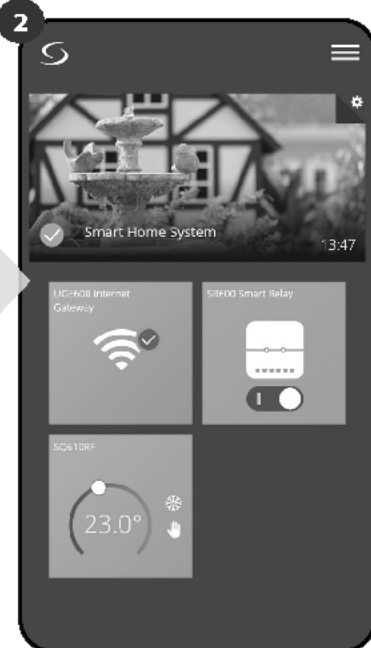 2
Smart Home System
13:47
UGE600 Internet
Gateway
SR600 Smart Relay
SQ610RF
23.0°